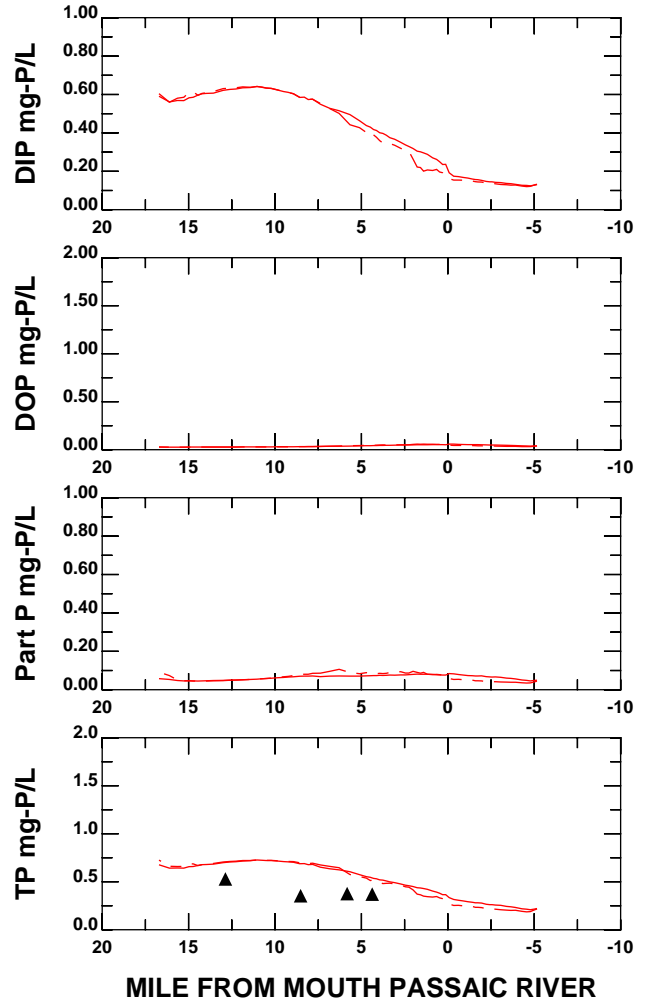 DIP mg-P/L
1.00
0.80
0.60
0.40
0.20
0.00
20 15 10 5 0 -5 -10
DOP mg-P/L
2.00
1.50
1.00
0.50
0.00
20 15 10 5 0 -5 -10
Part P mg-P/L
1.00
0.80
0.60
0.40
0.20
0.00
20 15 10 5 0 -5 -10
TP mg-P/L
2.0
1.5
1.0
0.5
0.0
20 15 10 5 0 -5 -10
MILE FROM MOUTH PASSAIC RIVER